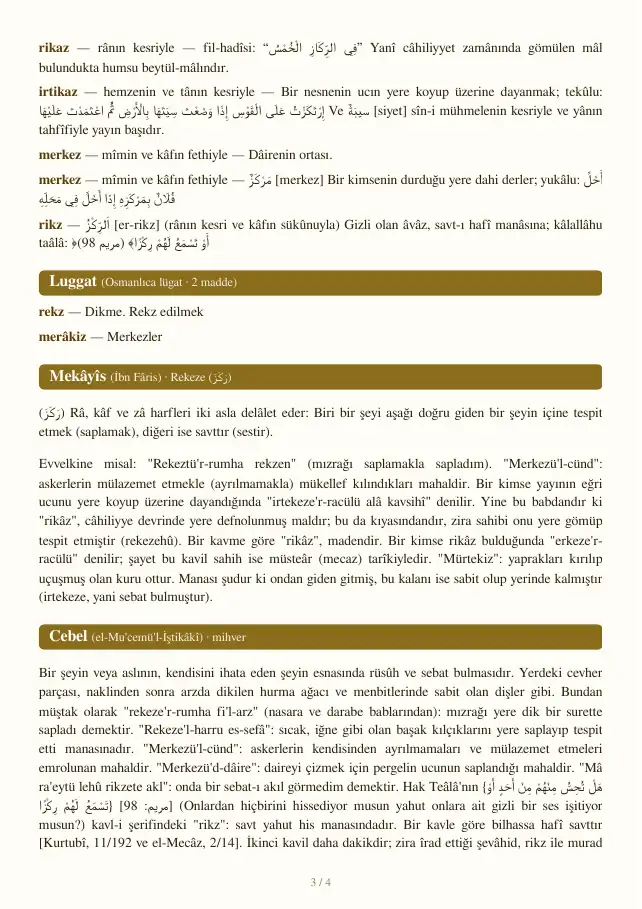 rikaz — rânın kesriyle — fil-hadîsi: “فِي الرِّكَازِ الْخُمْسُ” Yanî câhiliyyet zamânında gömülen mâl
bulundukta humsu beytül-mâlındır.
irtikaz — hemzenin ve tânın kesriyle — Bir nesnenin ucın yere koyup üzerine dayanmak; tekûlu:
اِرْتَكَزْتُ عَلَى الْقَوْسِ إِذَا وَضَعْتَ سِيَتَهَا بِالْأَرْضِ ثُمَّ اعْتَمَدْتَ عَلَيْهَا Ve سِيَةٌ [siyet] sîn-i mühmelenin kesriyle ve yânın
tahfîfiyle yayın başıdır.
merkez — mîmin ve kâfın fethiyle — Dâirenin ortası.
merkez — mîmin ve kâfın fethiyle — مَرْكَزٌ [merkez] Bir kimsenin durduğu yere dahi derler; yukâlu: أَخَلَّ
فُلَانٌ بِمَرْكَزِهِ إِذَا أَخَلَّ فِي مَحَلِّهِ
rikz — اَلرِّكْزُ [er-rikz] (rânın kesri ve kâfın sükûnuyla) Gizli olan âvâz, savt-ı hafî manâsına; kâlallâhu
taâlâ: ﴿أَوْ تَسْمَعُ لَهُمْ رِكْزًا﴾ (مريم 98)
Luggat (Osmanlıca lügat · 2 madde)
rekz — Dikme. Rekz edilmek
merâkiz — Merkezler
Mekâyîs (İbn Fâris) · Rekeze (رَكَزَ)
(رَكَزَ) Râ, kâf ve zâ harfleri iki asla delâlet eder: Biri bir şeyi aşağı doğru giden bir şeyin içine tespit
etmek (saplamak), diğeri ise savttır (sestir).
Evvelkine misal: "Rekeztü'r-rumha rekzen" (mızrağı saplamakla sapladım). "Merkezü'l-cünd":
askerlerin mülazemet etmekle (ayrılmamakla) mükellef kılındıkları mahaldir. Bir kimse yayının eğri
ucunu yere koyup üzerine dayandığında "irtekeze'r-racülü alâ kavsihî" denilir. Yine bu babdandır ki
"rikâz", câhiliyye devrinde yere defnolunmuş maldır; bu da kıyasındandır, zira sahibi onu yere gömüp
tespit etmiştir (rekezehû). Bir kavme göre "rikâz", madendir. Bir kimse rikâz bulduğunda "erkeze'r-
racülü" denilir; şayet bu kavil sahih ise müsteâr (mecaz) tarîkiyledir. "Mürtekiz": yaprakları kırılıp
uçuşmuş olan kuru ottur. Manası şudur ki ondan giden gitmiş, bu kalanı ise sabit olup yerinde kalmıştır
(irtekeze, yani sebat bulmuştur).
Cebel (el-Mu'cemü'l-İştikâkî) · mihver
Bir şeyin veya aslının, kendisini ihata eden şeyin esnasında rüsûh ve sebat bulmasıdır. Yerdeki cevher
parçası, naklinden sonra arzda dikilen hurma ağacı ve menbitlerinde sabit olan dişler gibi. Bundan
müştak olarak "rekeze'r-rumha fi'l-arz" (nasara ve darabe bablarından): mızrağı yere dik bir surette
sapladı demektir. "Rekeze'l-harru es-sefâ": sıcak, iğne gibi olan başak kılçıklarını yere saplayıp tespit
etti manasınadır. "Merkezü'l-cünd": askerlerin kendisinden ayrılmamaları ve mülazemet etmeleri
emrolunan mahaldir. "Merkezü'd-dâire": daireyi çizmek için pergelin ucunun saplandığı mahaldir. "Mâ
ra'eytü lehû rikzete akl": onda bir sebat-ı akıl görmedim demektir. Hak Teâlâ'nın {هَلْ تُحِسُّ مِنْهُمْ مِنْ أَحَدٍ أَوْ
تَسْمَعُ لَهُمْ رِكْزًا} [مريم: 98] (Onlardan hiçbirini hissediyor musun yahut onlara ait gizli bir ses işitiyor
musun?) kavl-i şerifindeki "rikz": savt yahut his manasındadır. Bir kavle göre bilhassa hafî savttır
[Kurtubî, 11/192 ve el-Mecâz, 2/14]. İkinci kavil daha dakikdir; zira îrad ettiği şevâhid, rikz ile murad
3 / 4